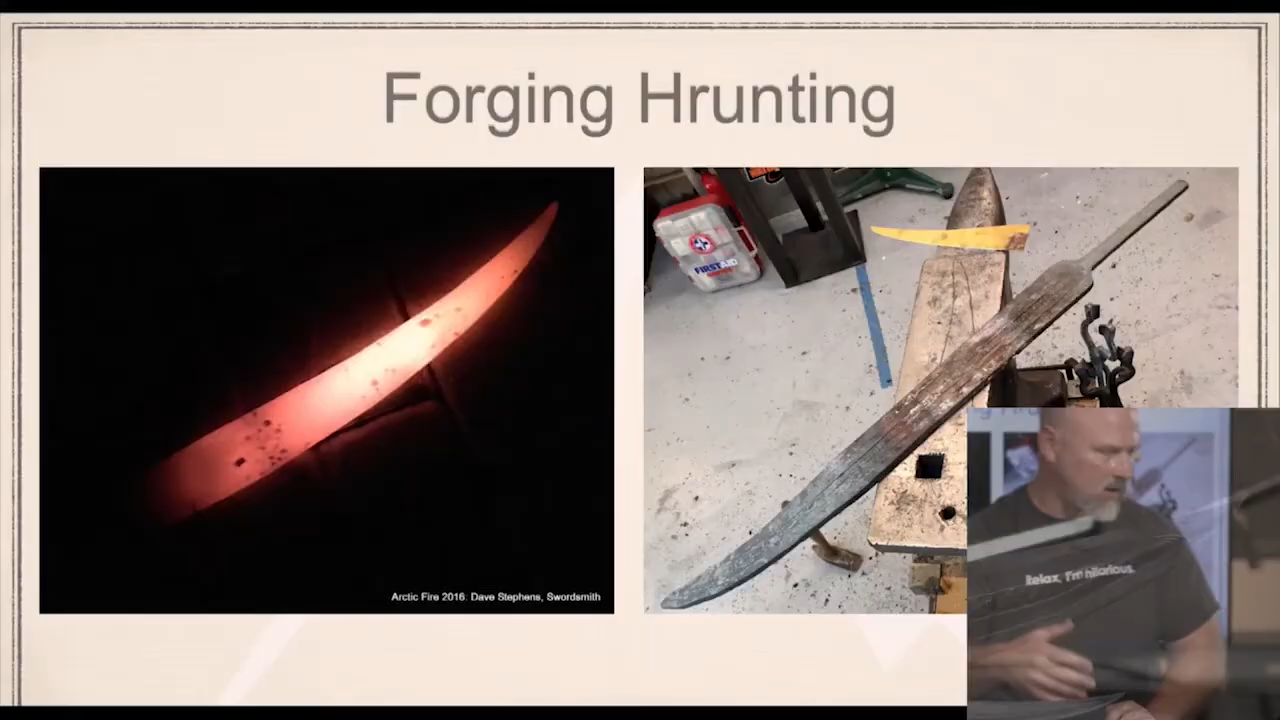 Forging Hrunting
FIRST AID
Arctic Fire 2016: Dave Stephens, Swordsmith
Relax, I'm hilarious.